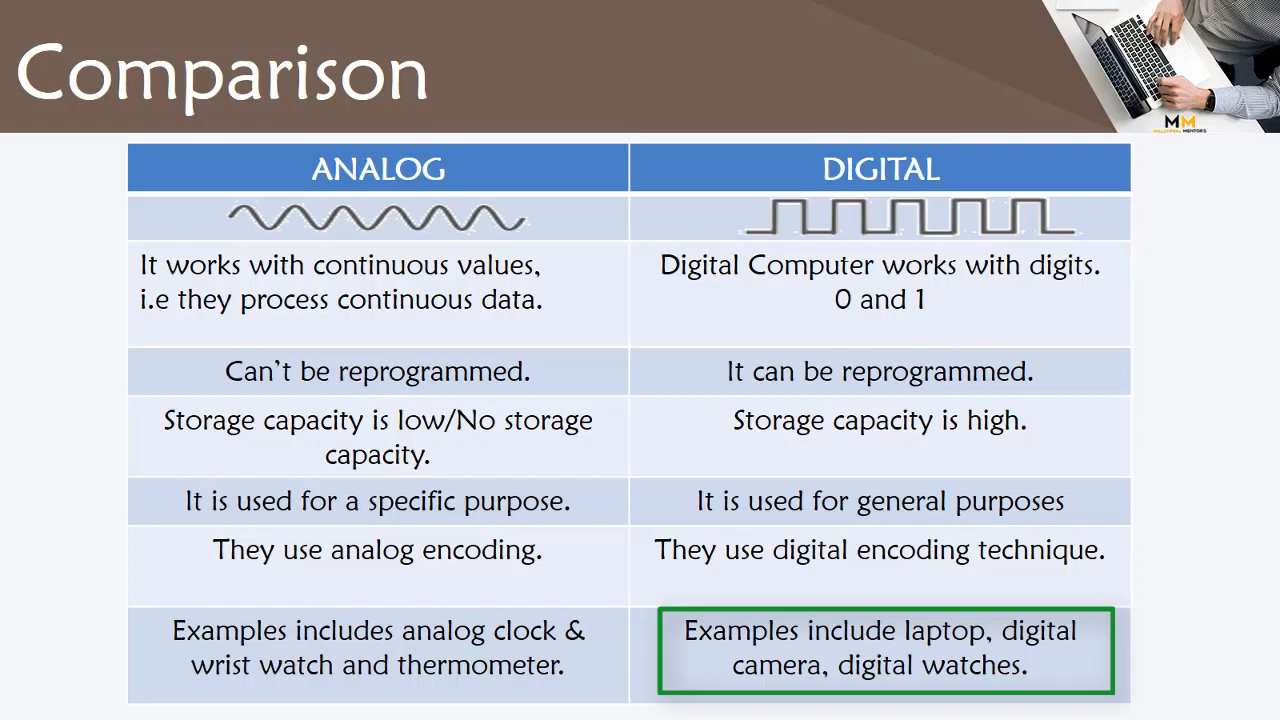 Comparison
MM
MILLENNIAL MENTORS
ANALOG
DIGITAL
It works with continuous values,
i.e they process continuous data.
Digital Computer works with digits.
0 and 1
Can't be reprogrammed.
It can be reprogrammed.
Storage capacity is low/No storage
capacity.
Storage capacity is high.
It is used for a specific purpose.
It is used for general purposes
They use analog encoding.
They use digital encoding technique.
Examples includes analog clock &
wrist watch and thermometer.
Examples include laptop, digital
camera, digital watches.